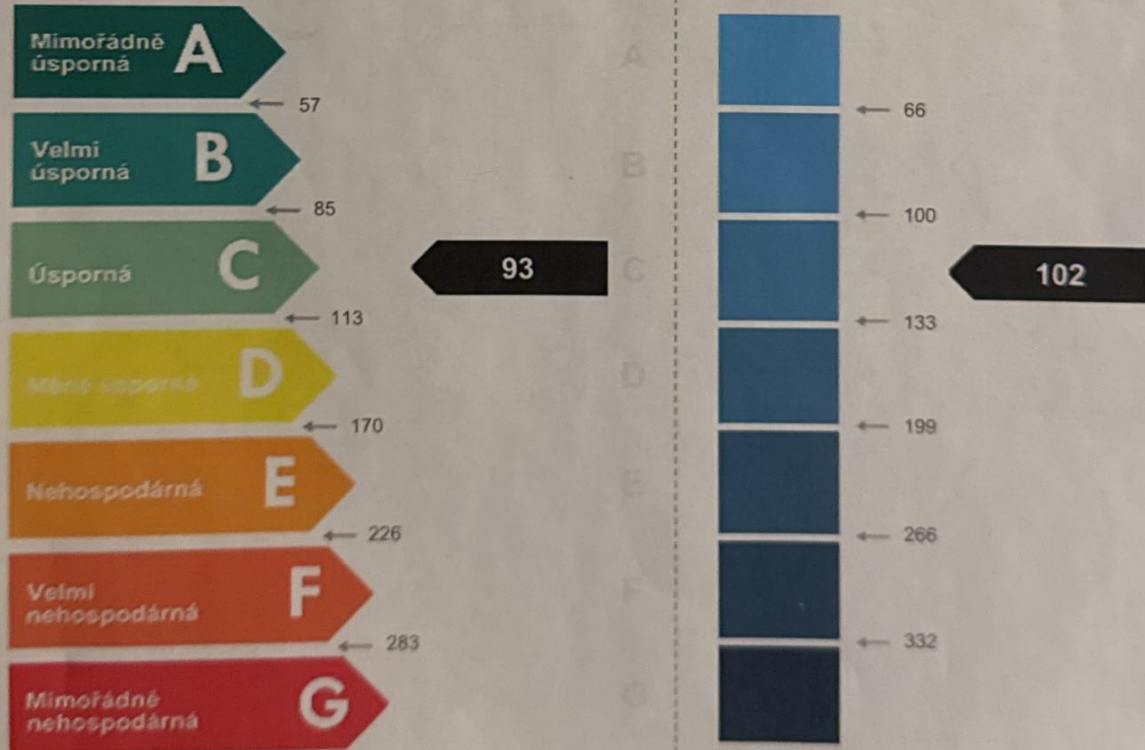 Mimořádně
úsporná
A
A
57
66
Velmi
úsporná
B
B
85
100
Úsporná
C
93
C
102
113
133
Méně úsporná
D
D
170
199
Nehospodárná
E
E
226
266
Velmi
nehospodárná
F
F
283
332
Mimořádně
nehospodárná
G
G